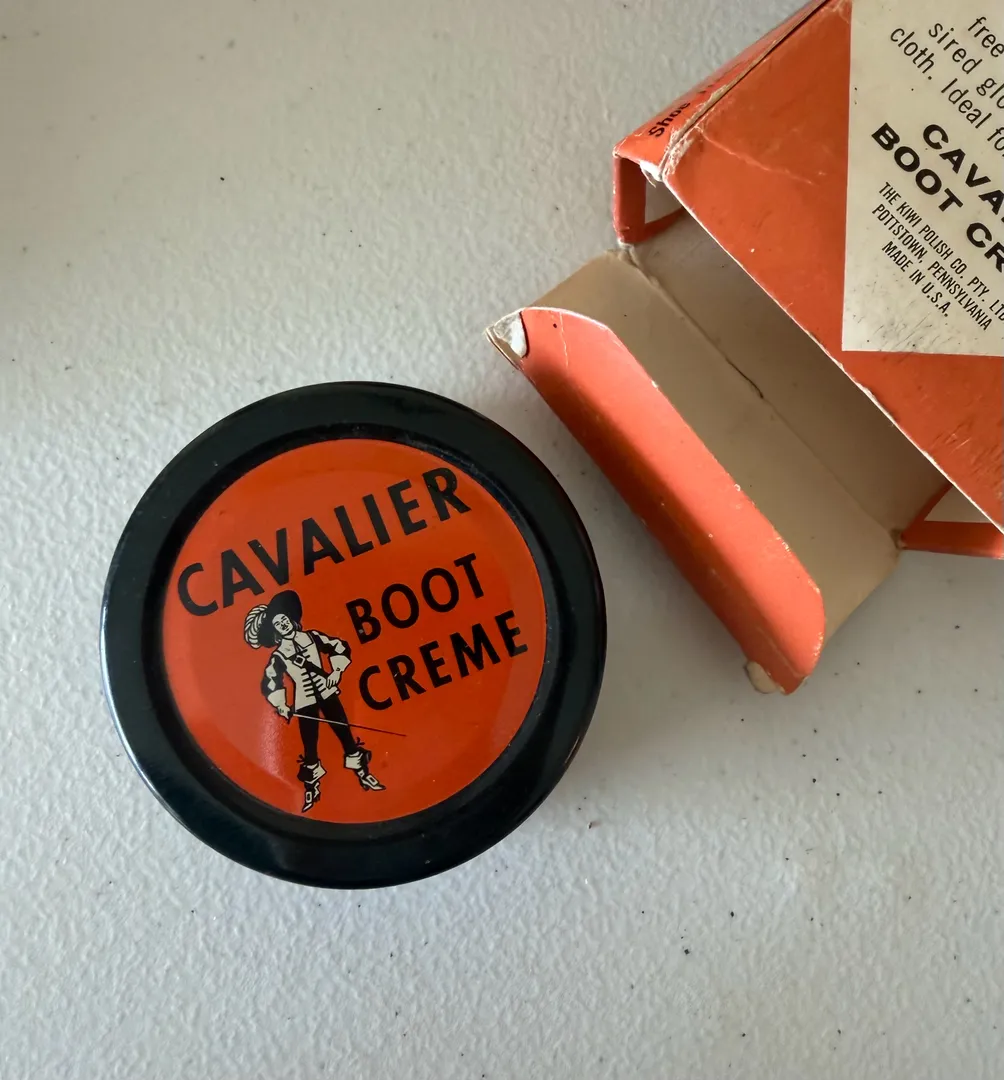 CAVALIER
BOOT
CREME
Shoe
free
sired glo
cloth. Ideal fo
CAVA
BOOT CR
THE KIWI POLISH CO. PTY. LTD
POTTSTOWN, PENNSYLVANIA
MADE IN U.S.A.